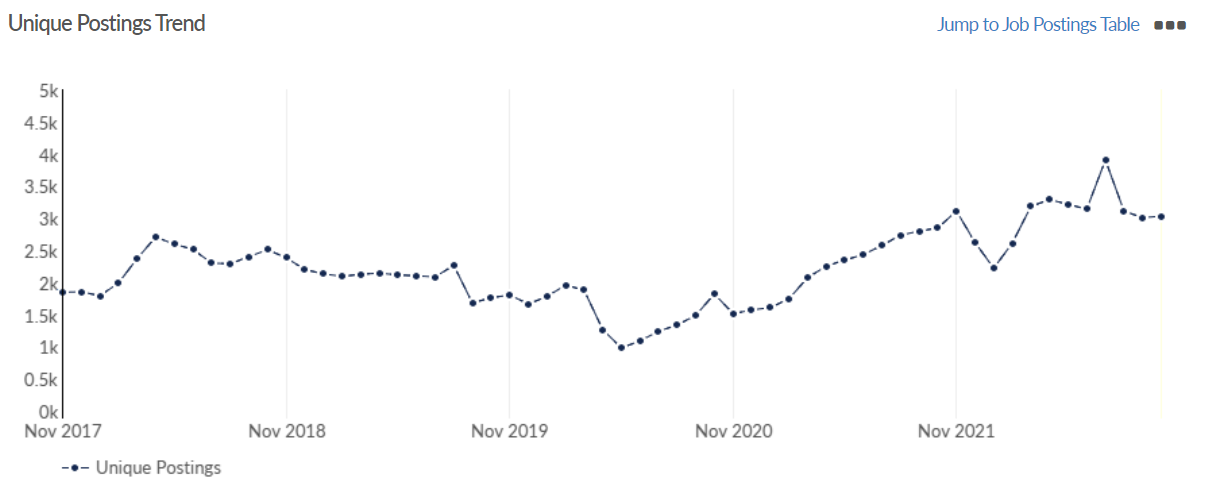 Unique Postings Trend
Jump to Job Postings Table
5k
4.5k
4k
3.5k
3k
2.5k
2k
1.5k
1k
0.5k
0k
Nov 2017
Nov 2018
Nov 2019
Nov 2020
Nov 2021
Unique Postings